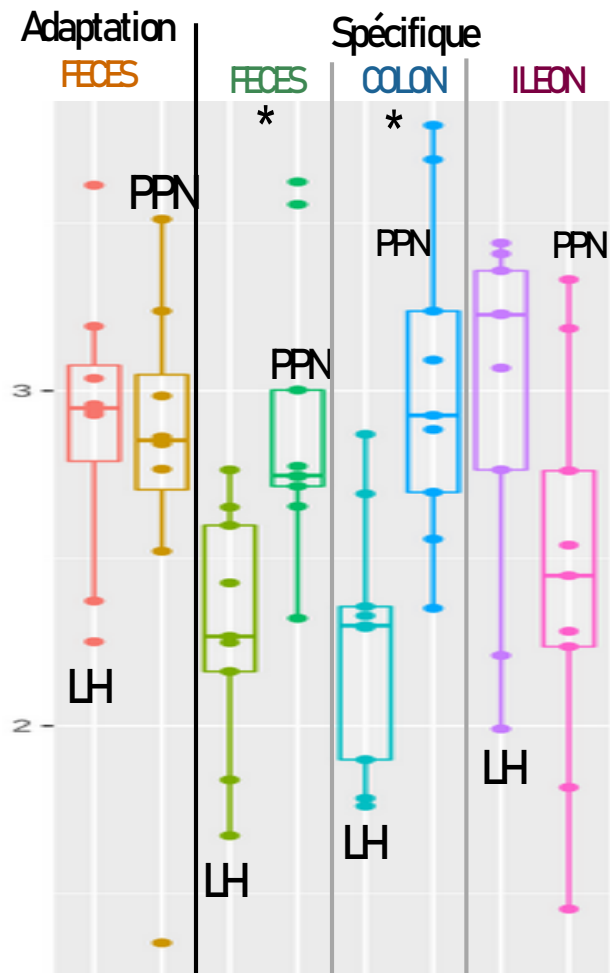 Adaptation Spécifique
FECES FECES COLON ILEON
* *
PPN
PPN PPN
PPN
3
LH
2
LH
LH
LH